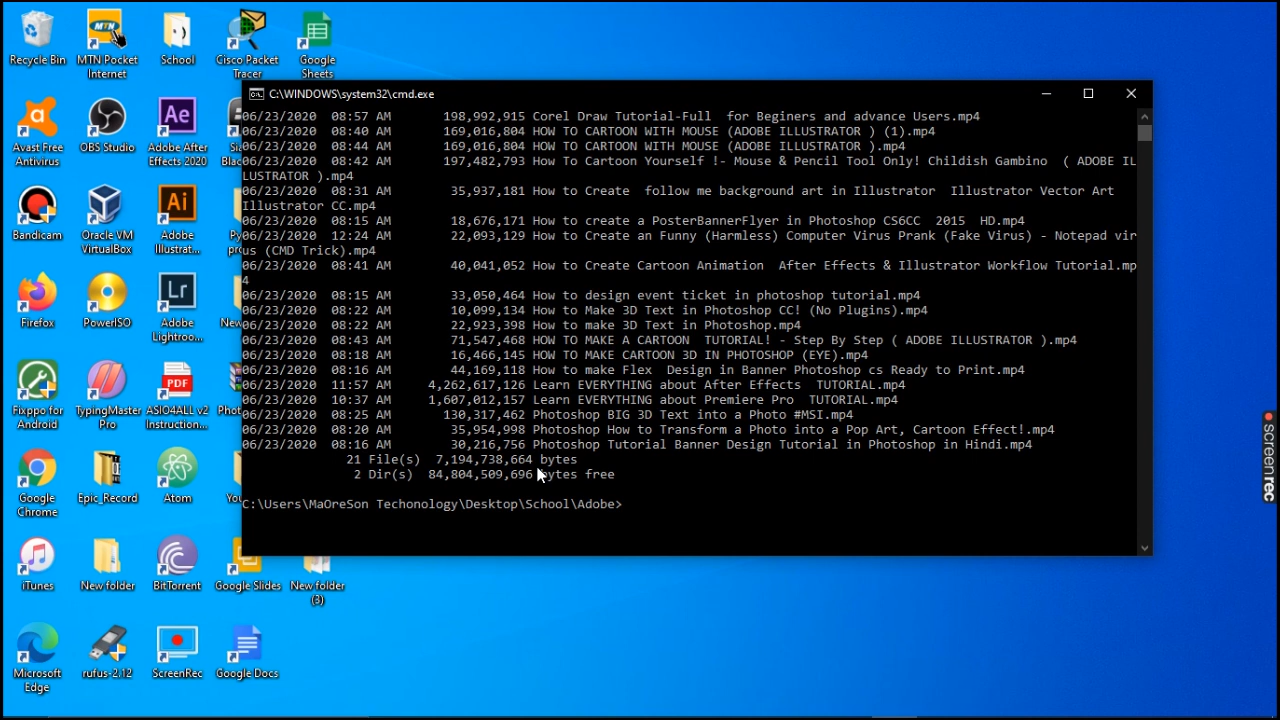 Recycle Bin
MTN Pocket Internet
School
Cisco Packet Tracer
Google Sheets
C:\WINDOWS\system32\cmd.exe
06/23/2020  08:57 AM       198,992,915 Corel Draw Tutorial-Full  for Beginers and advance Users.mp4
06/23/2020  08:40 AM       169,016,804 HOW TO CARTOON WITH MOUSE (ADOBE ILLUSTRATOR ) (1).mp4
06/23/2020  08:44 AM       169,016,804 HOW TO CARTOON WITH MOUSE (ADOBE ILLUSTRATOR ).mp4
06/23/2020  08:42 AM       197,482,793 How To Cartoon Yourself !- Mouse & Pencil Tool Only! Childish Gambino  ( ADOBE IL
LUSTRATOR ).mp4
06/23/2020  08:31 AM        35,937,181 How to Create  follow me background art in Illustrator  Illustrator Vector Art
Illustrator CC.mp4
06/23/2020  08:15 AM        18,676,171 How to create a PosterBannerFlyer in Photoshop CS6CC  2015  HD.mp4
06/23/2020  12:24 AM        22,093,129 How to Create an Funny (Harmless) Computer Virus Prank (Fake Virus) - Notepad vir
us (CMD Trick).mp4
06/23/2020  08:41 AM        40,041,052 How to Create Cartoon Animation  After Effects & Illustrator Workflow Tutorial.mp
4
06/23/2020  08:15 AM        33,050,464 How to design event ticket in photoshop tutorial.mp4
06/23/2020  08:22 AM        10,099,134 How to Make 3D Text in Photoshop CC! (No Plugins).mp4
06/23/2020  08:22 AM        22,923,398 How to make 3D Text in Photoshop.mp4
06/23/2020  08:43 AM        71,547,468 HOW TO MAKE A CARTOON  TUTORIAL! - Step By Step ( ADOBE ILLUSTRATOR ).mp4
06/23/2020  08:18 AM        16,466,145 HOW TO MAKE CARTOON 3D IN PHOTOSHOP (EYE).mp4
06/23/2020  08:16 AM        44,169,118 How to make Flex  Design in Banner Photoshop cs Ready to Print.mp4
06/23/2020  11:57 AM     4,262,617,126 Learn EVERYTHING about After Effects  TUTORIAL.mp4
06/23/2020  10:37 AM     1,607,012,157 Learn EVERYTHING about Premiere Pro  TUTORIAL.mp4
06/23/2020  08:25 AM       130,317,462 Photoshop BIG 3D Text into a Photo #MSI.mp4
06/23/2020  08:20 AM        35,954,998 Photoshop How to Transform a Photo into a Pop Art, Cartoon Effect!.mp4
06/23/2020  08:16 AM        30,216,756 Photoshop Tutorial Banner Design Tutorial in Photoshop in Hindi.mp4
21 File(s)  7,194,738,664 bytes
2 Dir(s)  84,804,509,696 bytes free
C:\Users\MaOreSon Techonology\Desktop\School\Adobe>
Avast Free Antivirus
OBS Studio
Adobe After Effects 2020
Bandicam
Oracle VM VirtualBox
Adobe Illustrat...
Firefox
PowerISO
Adobe Lightroo...
Fixppo for Android
TypingMaster Pro
ASIO4ALL v2 Instruction...
Google Chrome
Epic_Record
Atom
iTunes
New folder
BitTorrent
Google Slides
New folder (3)
Microsoft Edge
rufus-2.12
ScreenRec
Google Docs
screenrec